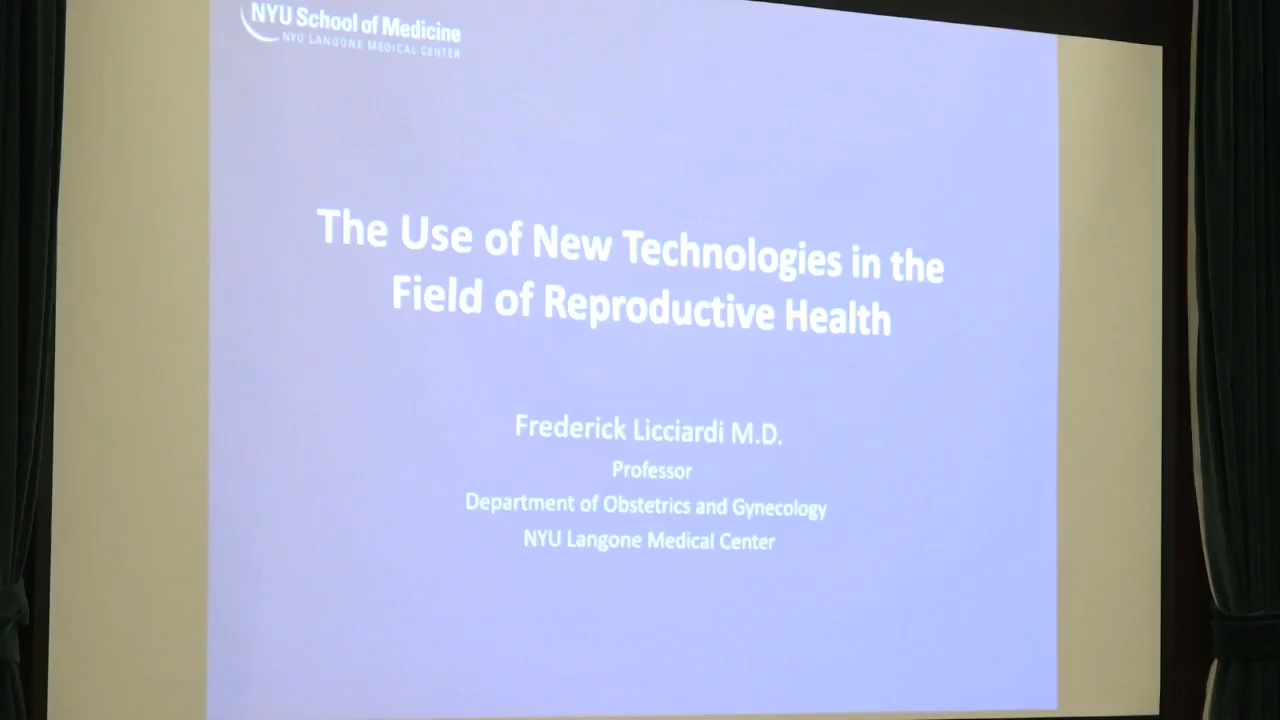 NYU School of Medicine
NYU LANGONE MEDICAL CENTER
The Use of New Technologies in the
Field of Reproductive Health
Frederick Licciardi M.D.
Professor
Department of Obstetrics and Gynecology
NYU Langone Medical Center